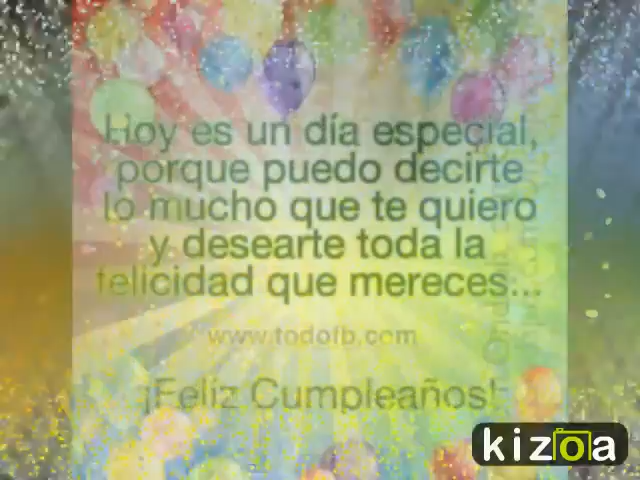 Hoy es un día especial,
porque puedo decirte
lo mucho que te quiero
y desearte toda la
felicidad que mereces...
www.todofb.com
¡Feliz Cumpleaños!
kizoa